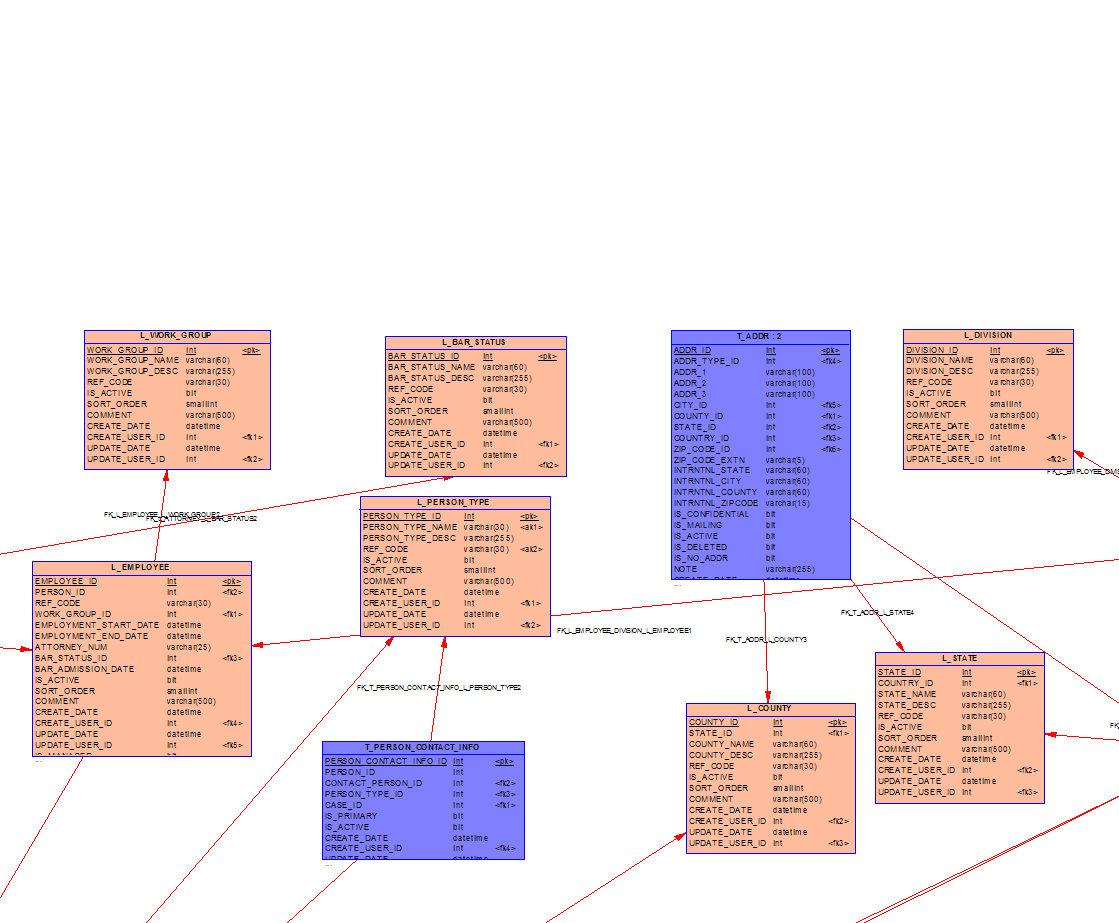 L_WORK_GROUP
WORK_GROUP_ID int <pk>
WORK_GROUP_NAME varchar(60)
WORK_GROUP_DESC varchar(255)
REF_CODE varchar(30)
IS_ACTIVE bit
SORT_ORDER smallint
COMMENT varchar(500)
CREATE_DATE datetime
CREATE_USER_ID int <fk1>
UPDATE_DATE datetime
UPDATE_USER_ID int <fk2>
L_BAR_STATUS
BAR_STATUS_ID int <pk>
BAR_STATUS_NAME varchar(60)
BAR_STATUS_DESC varchar(255)
REF_CODE varchar(30)
IS_ACTIVE bit
SORT_ORDER smallint
COMMENT varchar(500)
CREATE_DATE datetime
CREATE_USER_ID int <fk1>
UPDATE_DATE datetime
UPDATE_USER_ID int <fk2>
T_ADDR : 2
ADDR_ID int <pk>
ADDR_TYPE_ID int <fk4>
ADDR_1 varchar(100)
ADDR_2 varchar(100)
ADDR_3 varchar(100)
CITY_ID int <fk5>
COUNTY_ID int <fk1>
STATE_ID int <fk2>
COUNTRY_ID int <fk3>
ZIP_CODE_ID int <fk6>
ZIP_CODE_EXTN varchar(5)
INTRNTNL_STATE varchar(60)
INTRNTNL_CITY varchar(60)
INTRNTNL_COUNTY varchar(60)
INTRNTNL_ZIPCODE varchar(15)
IS_CONFIDENTIAL bit
IS_MAILING bit
IS_ACTIVE bit
IS_DELETED bit
IS_NO_ADDR bit
NOTE varchar(255)
CREATE_DATE datetime
L_DIVISION
DIVISION_ID int <pk>
DIVISION_NAME varchar(60)
DIVISION_DESC varchar(255)
REF_CODE varchar(30)
IS_ACTIVE bit
SORT_ORDER smallint
COMMENT varchar(500)
CREATE_DATE datetime
CREATE_USER_ID int <fk1>
UPDATE_DATE datetime
UPDATE_USER_ID int <fk2>
FK_L_EMPLOYEE_DIVIS
FK_L_EMPLOYEE_L_WORK_GROUP2
FK_T_ATTORNEY_L_BAR_STATUS2
L_PERSON_TYPE
PERSON_TYPE_ID int <pk>
PERSON_TYPE_NAME varchar(30) <ak1>
PERSON_TYPE_DESC varchar(255)
REF_CODE varchar(30) <ak2>
IS_ACTIVE bit
SORT_ORDER smallint
COMMENT varchar(500)
CREATE_DATE datetime
CREATE_USER_ID int <fk1>
UPDATE_DATE datetime
UPDATE_USER_ID int <fk2>
L_EMPLOYEE
EMPLOYEE_ID int <pk>
PERSON_ID int <fk2>
REF_CODE varchar(30)
WORK_GROUP_ID int <fk1>
EMPLOYMENT_START_DATE datetime
EMPLOYMENT_END_DATE datetime
ATTORNEY_NUM varchar(25)
BAR_STATUS_ID int <fk3>
BAR_ADMISSION_DATE datetime
IS_ACTIVE bit
SORT_ORDER smallint
COMMENT varchar(500)
CREATE_DATE datetime
CREATE_USER_ID int <fk4>
UPDATE_DATE datetime
UPDATE_USER_ID int <fk5>
IS_MANAGER bit
...
FK_L_EMPLOYEE_DIVISION_L_EMPLOYEE1
FK_T_ADDR_L_STATE4
FK_T_ADDR_L_COUNTY3
FK_T_PERSON_CONTACT_INFO_L_PERSON_TYPE2
L_STATE
STATE_ID int <pk>
COUNTRY_ID int <fk1>
STATE_NAME varchar(60)
STATE_DESC varchar(255)
REF_CODE varchar(30)
IS_ACTIVE bit
SORT_ORDER smallint
COMMENT varchar(500)
CREATE_DATE datetime
CREATE_USER_ID int <fk2>
UPDATE_DATE datetime
UPDATE_USER_ID int <fk3>
FK_
L_COUNTY
COUNTY_ID int <pk>
STATE_ID int <fk1>
COUNTY_NAME varchar(60)
COUNTY_DESC varchar(255)
REF_CODE varchar(30)
IS_ACTIVE bit
SORT_ORDER smallint
COMMENT varchar(500)
CREATE_DATE datetime
CREATE_USER_ID int <fk2>
UPDATE_DATE datetime
UPDATE_USER_ID int <fk3>
T_PERSON_CONTACT_INFO
PERSON_CONTACT_INFO_ID int <pk>
PERSON_ID int
CONTACT_PERSON_ID int <fk2>
PERSON_TYPE_ID int <fk3>
CASE_ID int <fk1>
IS_PRIMARY bit
IS_ACTIVE bit
CREATE_DATE datetime
CREATE_USER_ID int <fk4>
UPDATE_DATE datetime
...